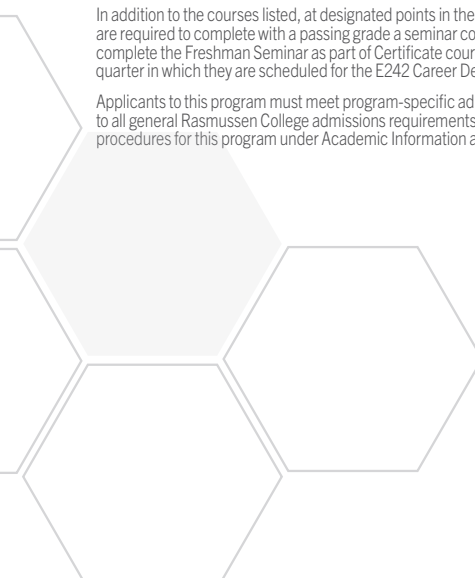 In addition to the courses listed, at designated points in the
are required to complete with a passing grade a seminar co
complete the Freshman Seminar as part of Certificate cour
quarter in which they are scheduled for the E242 Career De
Applicants to this program must meet program-specific ad
to all general Rasmussen College admissions requirements
procedures for this program under Academic Information a